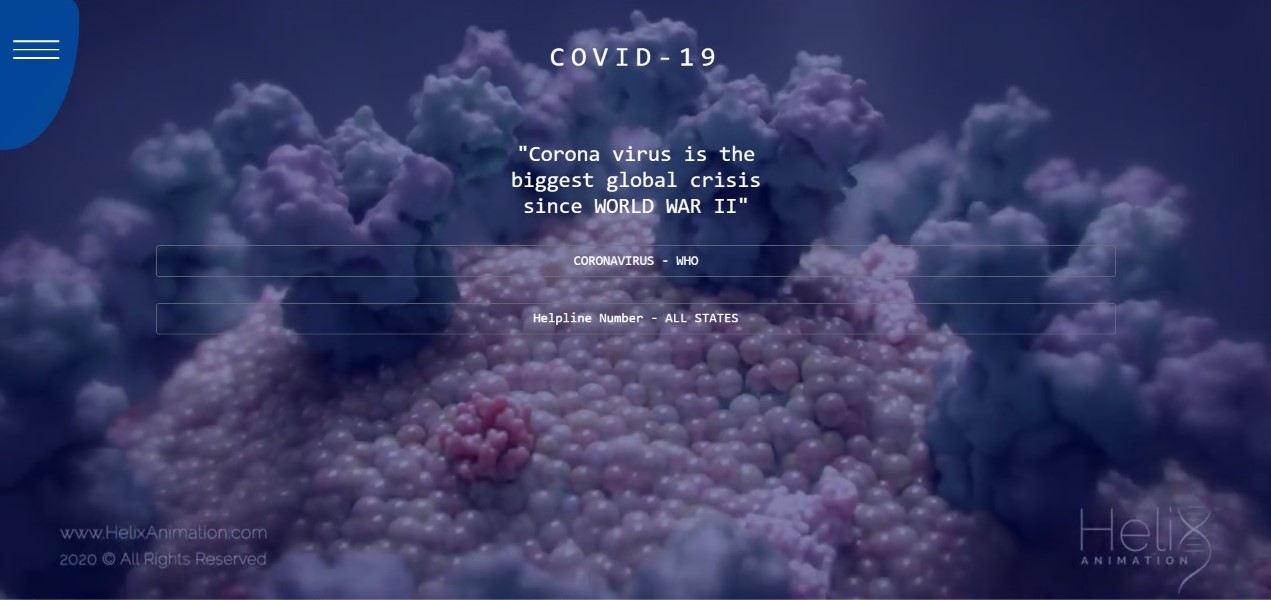 COVID-19
"Corona virus is the
biggest global crisis
since WORLD WAR II"
CORONAVIRUS - WHO
Helpline Number - ALL STATES
www.HelixAnimation.com
2020 © All Rights Reserved
Helix
ANIMATION